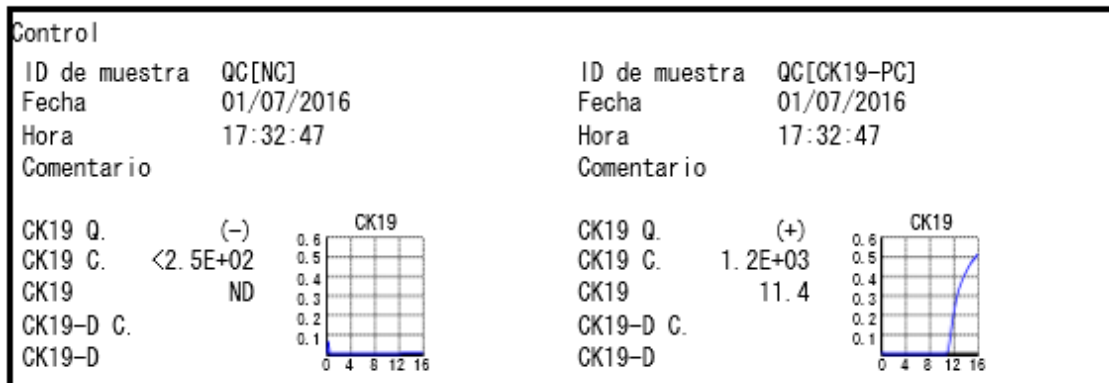 Control
ID de muestra QC[NC]
Fecha 01/07/2016
Hora 17:32:47
Comentario
CK19 Q. (-)
CK19 C. <2.5E+02
CK19 ND
CK19-D C.
CK19-D
CK19
0.6
0.5
0.4
0.3
0.2
0.1
0 4 8 12 16
ID de muestra QC[CK19-PC]
Fecha 01/07/2016
Hora 17:32:47
Comentario
CK19 Q. (+)
CK19 C. 1.2E+03
CK19 11.4
CK19-D C.
CK19-D
CK19
0.6
0.5
0.4
0.3
0.2
0.1
0 4 8 12 16